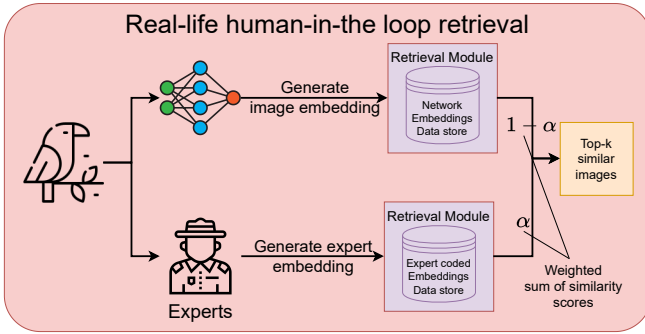 Real-life human-in-the loop retrieval
Generate
image embedding
Retrieval Module
Network
Embeddings
Data store
1 − α
Top-k
similar
images
Experts
Generate expert
embedding
Retrieval Module
Expert coded
Embeddings
Data store
α
Weighted
sum of similarity
scores